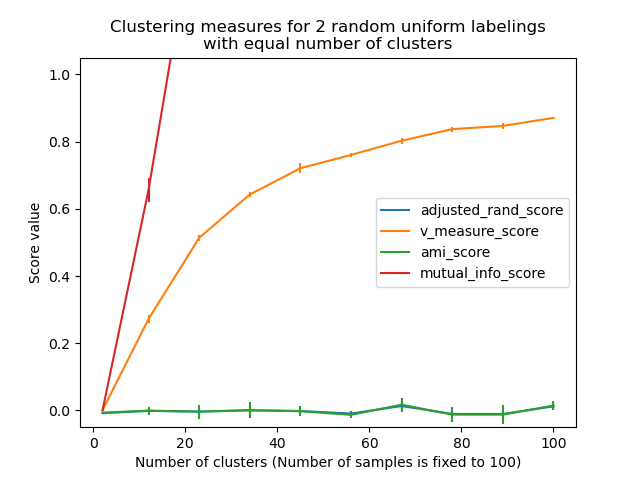 Clustering measures for 2 random uniform labelings
with equal number of clusters
Score value
1.0
0.8
0.6
0.4
0.2
0.0
adjusted_rand_score
v_measure_score
ami_score
mutual_info_score
0 20 40 60 80 100
Number of clusters (Number of samples is fixed to 100)